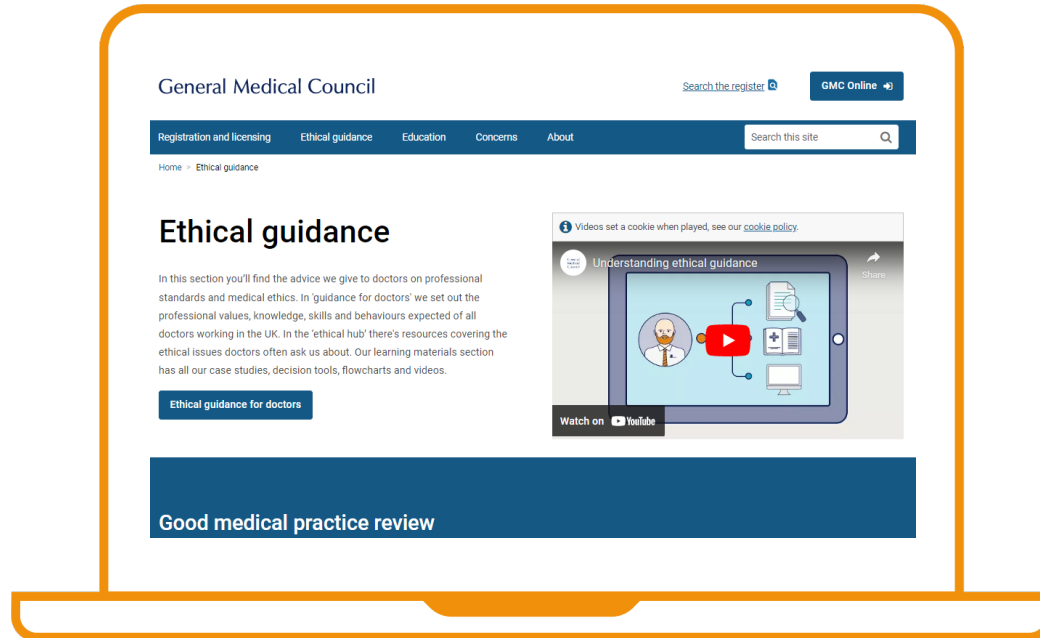 General Medical Council
Search the register
GMC Online
Registration and licensing Ethical guidance Education Concerns About
Search this site
Home > Ethical guidance
Ethical guidance
In this section you'll find the advice we give to doctors on professional
standards and medical ethics. In 'guidance for doctors' we set out the
professional values, knowledge, skills and behaviours expected of all
doctors working in the UK. In the 'ethical hub' there's resources covering the
ethical issues doctors often ask us about. Our learning materials section
has all our case studies, decision tools, flowcharts and videos.
Ethical guidance for doctors
Videos set a cookie when played, see our cookie policy.
General
Medical
Council
Understanding ethical guidance
Share
Watch on YouTube
Good medical practice review